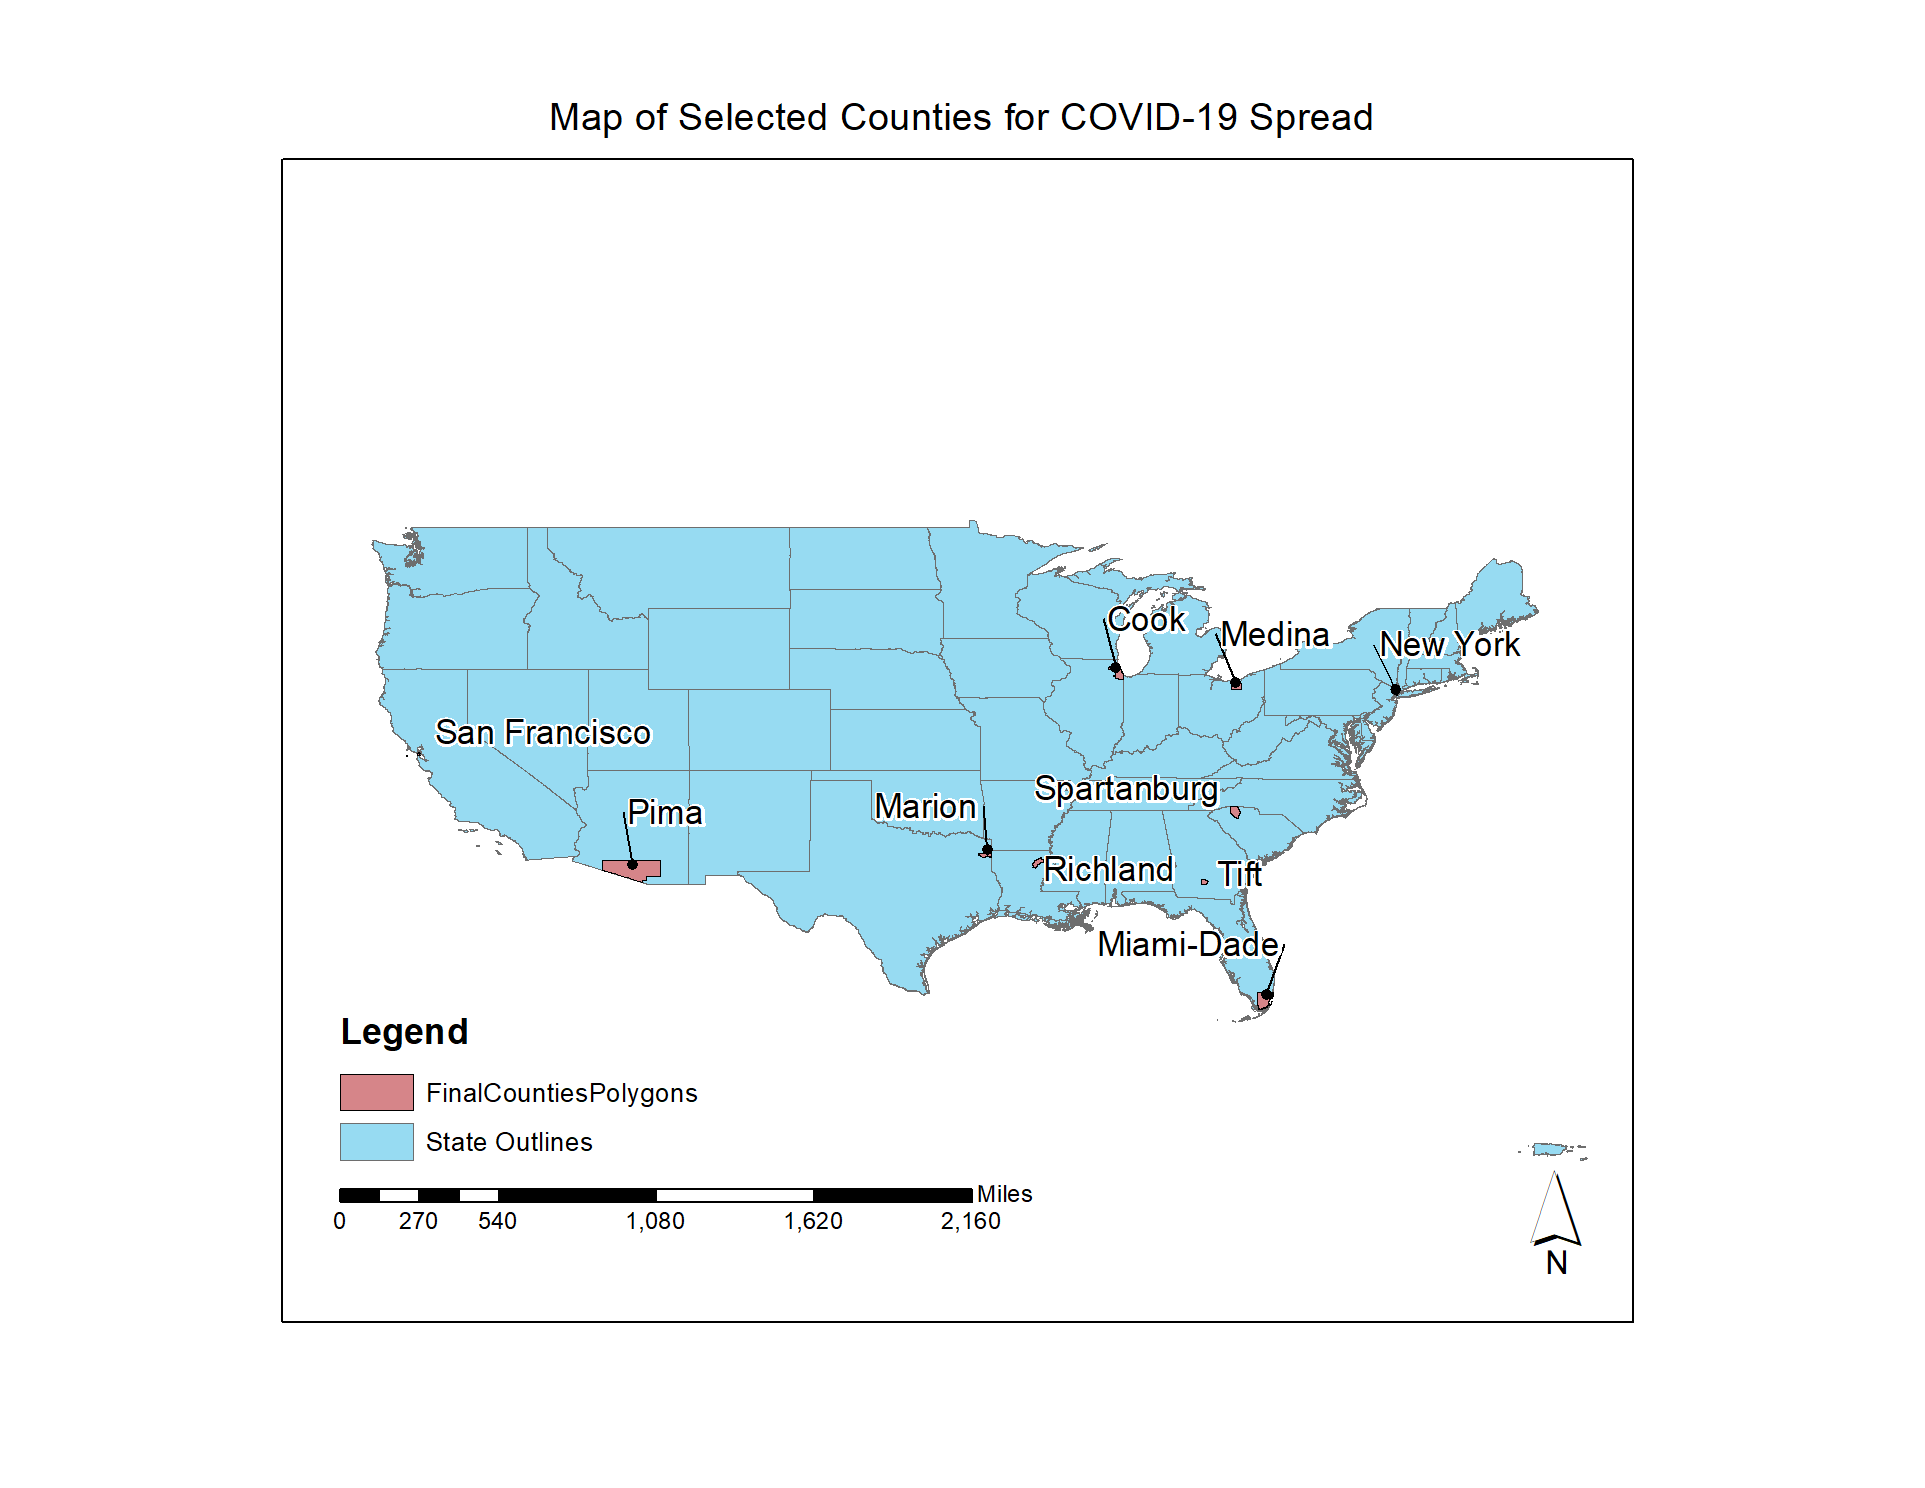 Map of Selected Counties for COVID-19 Spread
Cook
Medina
New York
San Francisco
Spartanburg
Marion
Pima
Richland
Tift
Miami-Dade
Legend
FinalCountiesPolygons
State Outlines
Miles
0 270 540 1,080 1,620 2,160
N